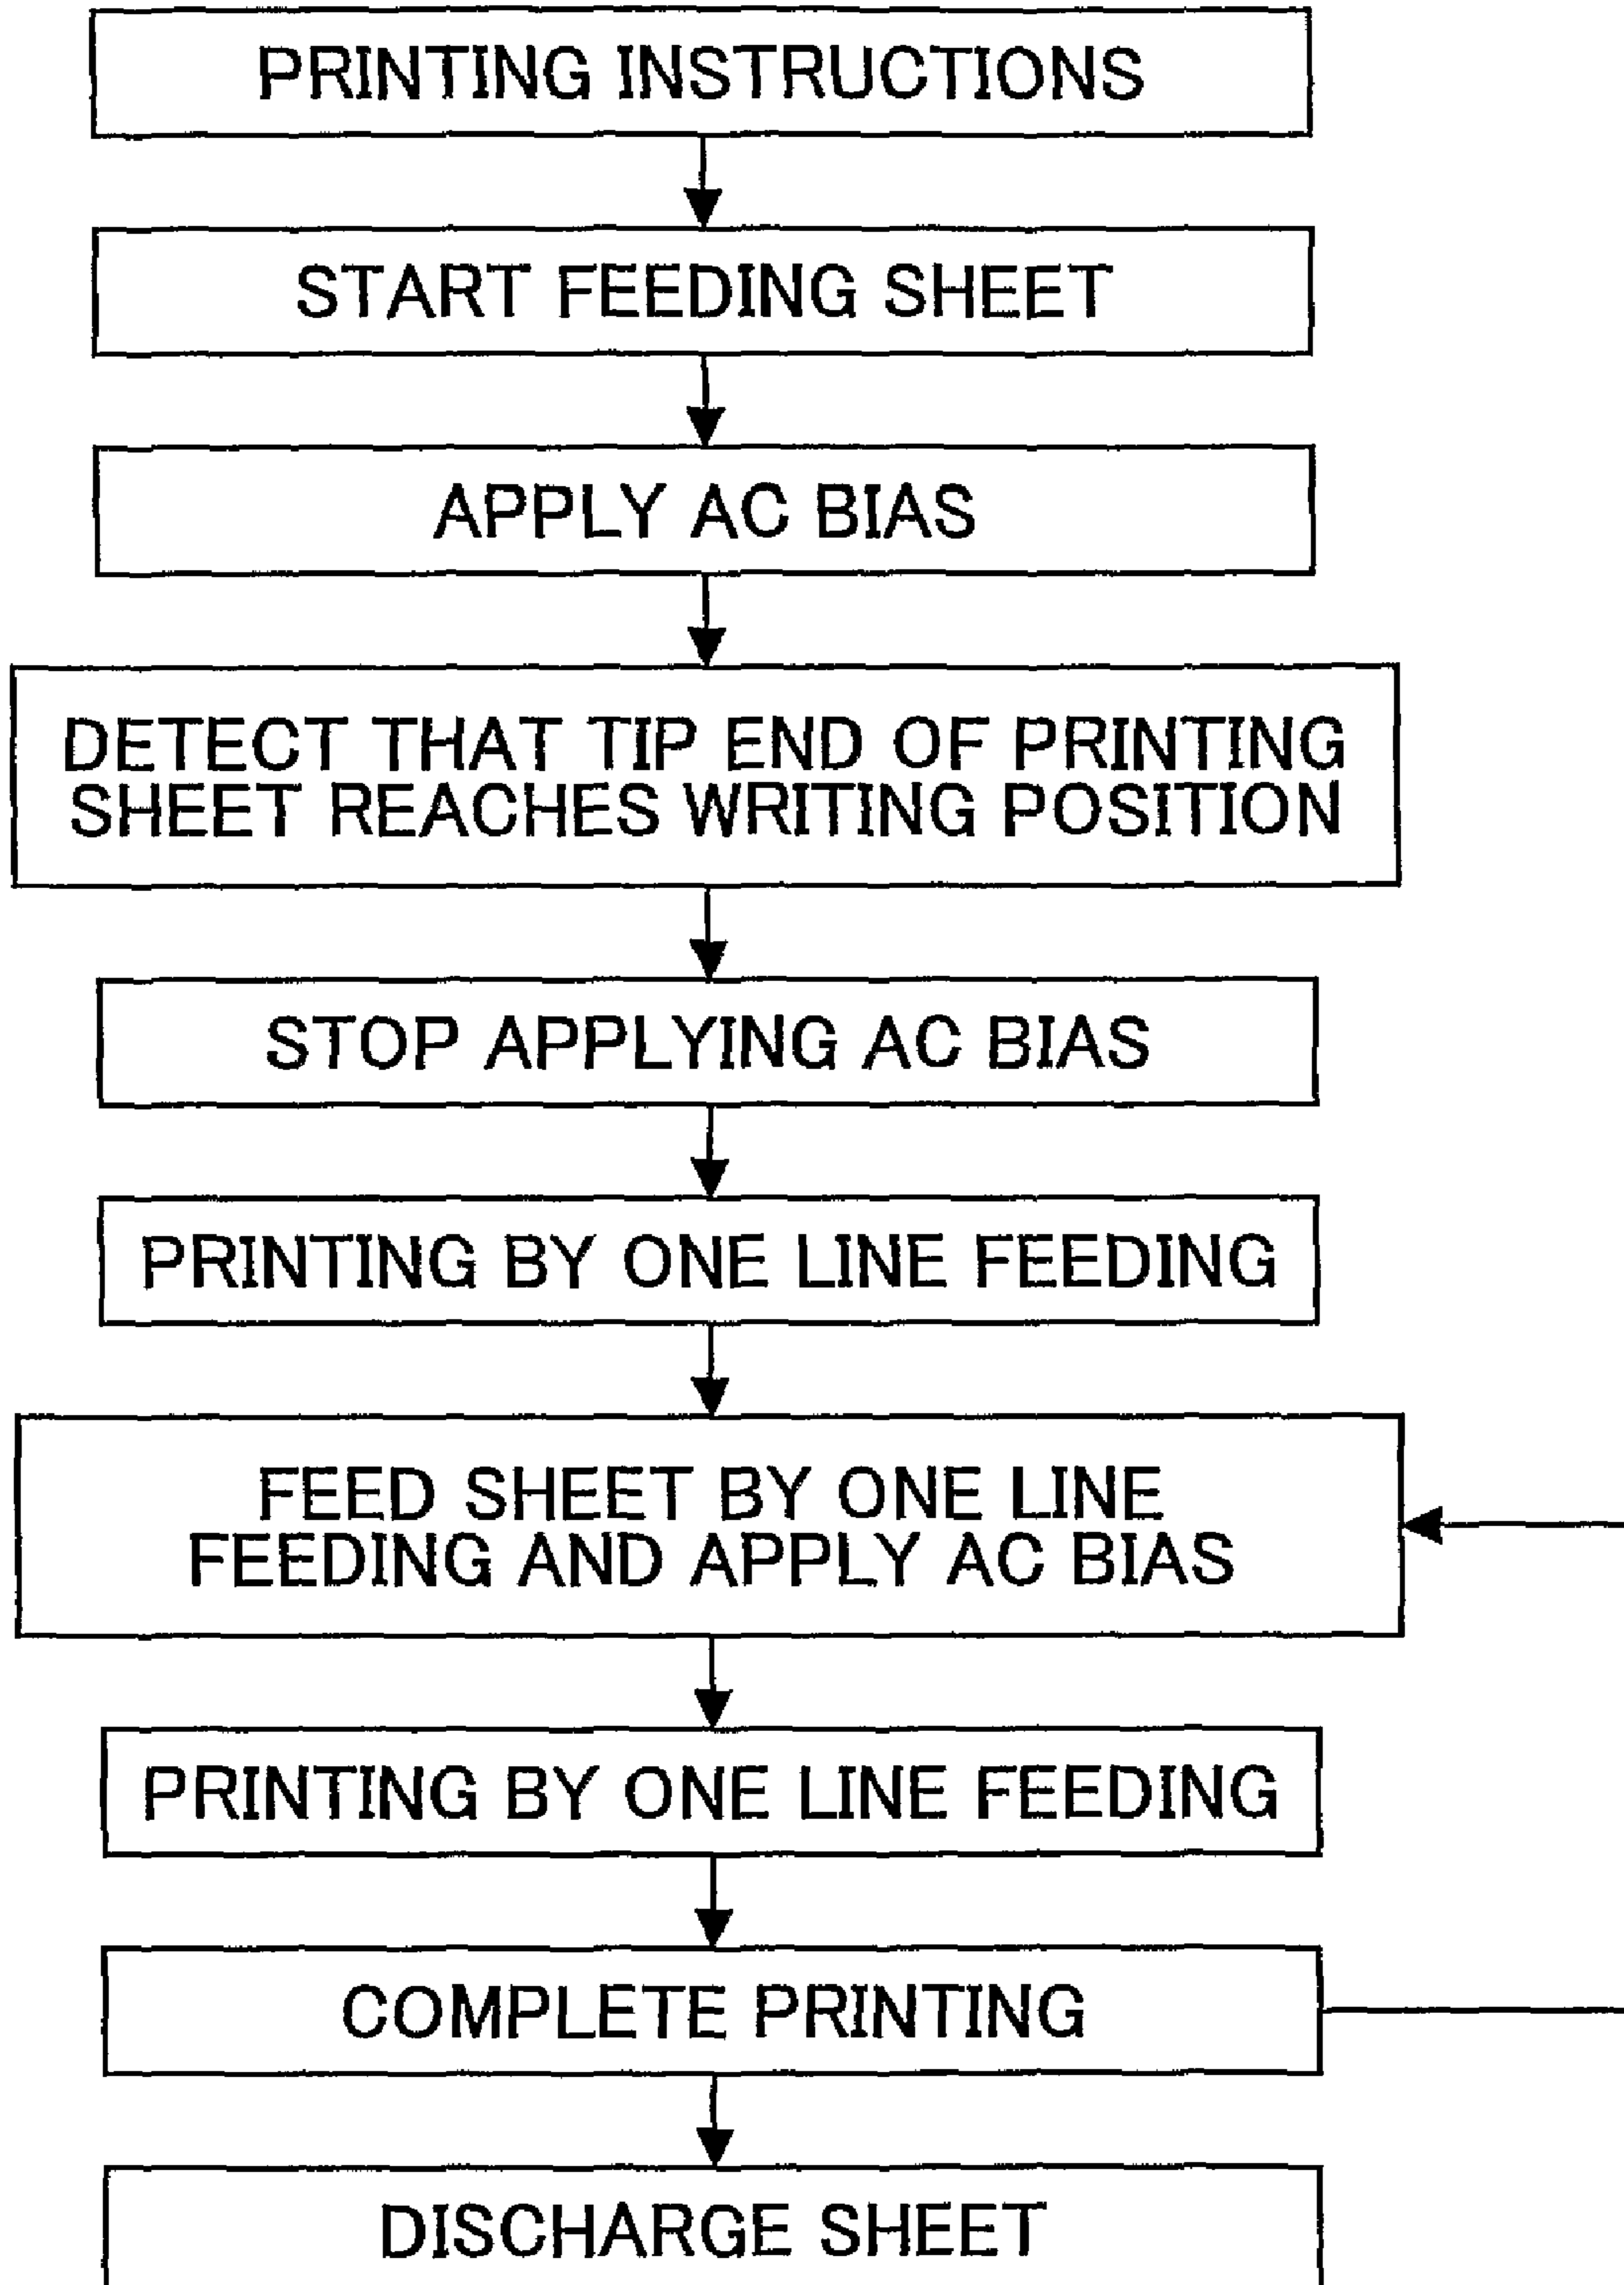 PRINTING INSTRUCTIONS
START FEEDING SHEET
APPLY AC BIAS
DETECT THAT TIP END OF PRINTING
SHEET REACHES WRITING POSITION
STOP APPLYING AC BIAS
PRINTING BY ONE LINE FEEDING
FEED SHEET BY ONE LINE
FEEDING AND APPLY AC BIAS
PRINTING BY ONE LINE FEEDING
COMPLETE PRINTING
DISCHARGE SHEET